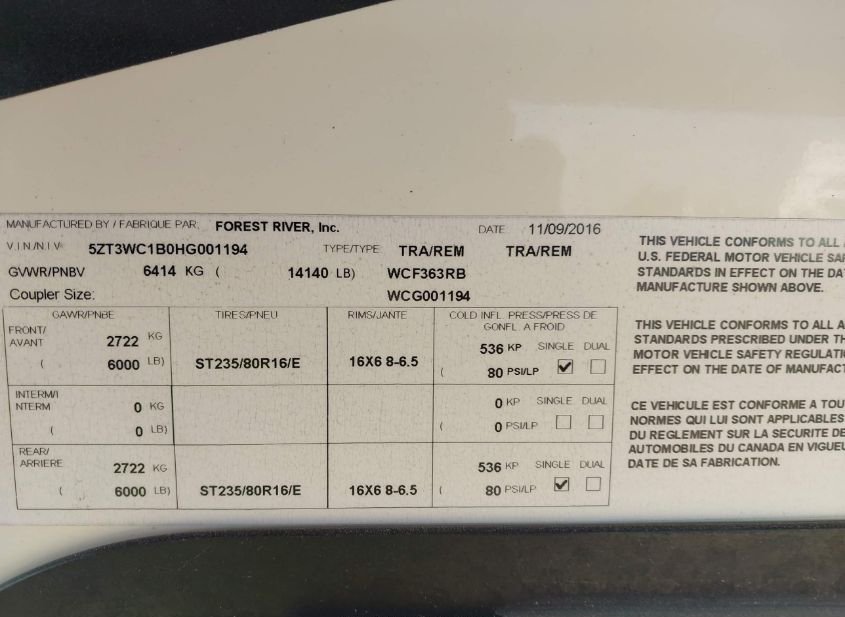 MANUFACTURED BY / FABRIQUE PAR: FOREST RIVER, Inc. DATE 11/09/2016
V.I.N/N.I.V: 5ZT3WC1B0HG001194 TYPE/TYPE: TRA/REM TRA/REM
GVWR/PNBV 6414 KG ( 14140 LB) WCF363RB
Coupler Size: WCG001194
GAWR/PNBE TIRES/PNEU RIMS/JANTE COLD INFL. PRESS/PRESS DE
GONFL. A FROID
FRONT/
AVANT 2722 KG 536 KP SINGLE DUAL
( 6000 LB) ST235/80R16/E 16X6 8-6.5 ( 80 PSI/LP
INTERM/I
NTERM 0 KG 0 KP SINGLE DUAL
( 0 LB) ( 0 PSI/LP
REAR/
ARRIERE 2722 KG 536 KP SINGLE DUAL
( 6000 LB) ST235/80R16/E 16X6 8-6.5 ( 80 PSI/LP
THIS VEHICLE CONFORMS TO ALL
U.S. FEDERAL MOTOR VEHICLE SAF
STANDARDS IN EFFECT ON THE DA
MANUFACTURE SHOWN ABOVE.
THIS VEHICLE CONFORMS TO ALL A
STANDARDS PRESCRIBED UNDER TH
MOTOR VEHICLE SAFETY REGULATI
EFFECT ON THE DATE OF MANUFACT
CE VEHICULE EST CONFORME A TOU
NORMES QUI LUI SONT APPLICABLES
DU REGLEMENT SUR LA SECURITE DE
AUTOMOBILES DU CANADA EN VIGUEU
DATE DE SA FABRICATION.